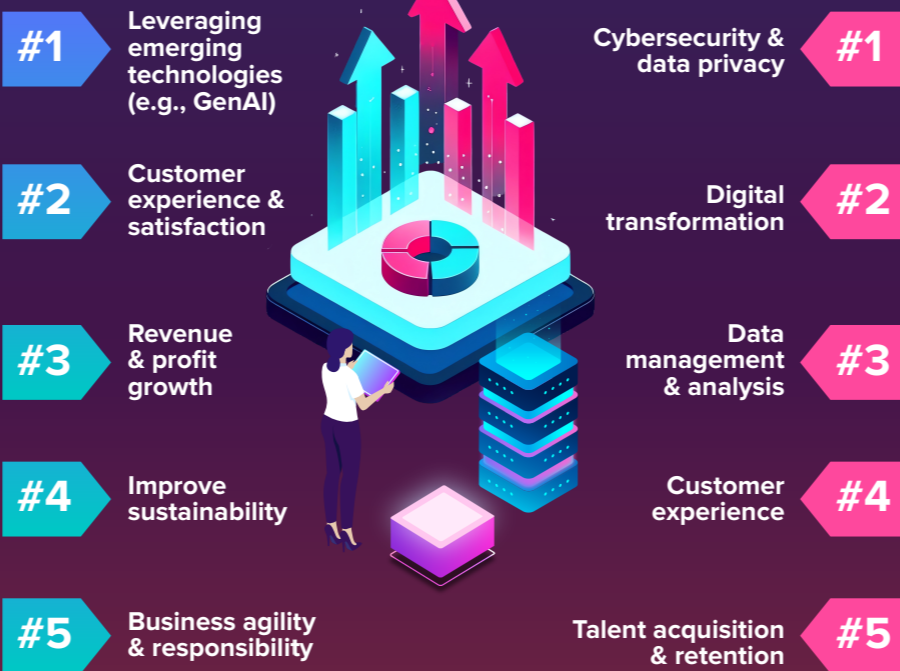 #1
Leveraging
emerging
technologies
(e.g., GenAI)
#2
Customer
experience &
satisfaction
#3
Revenue
& profit
growth
#4
Improve
sustainability
#5
Business agility
& responsibility
Cybersecurity &
data privacy
#1
Digital
transformation
#2
Data
management
& analysis
#3
Customer
experience
#4
Talent acquisition
& retention
#5